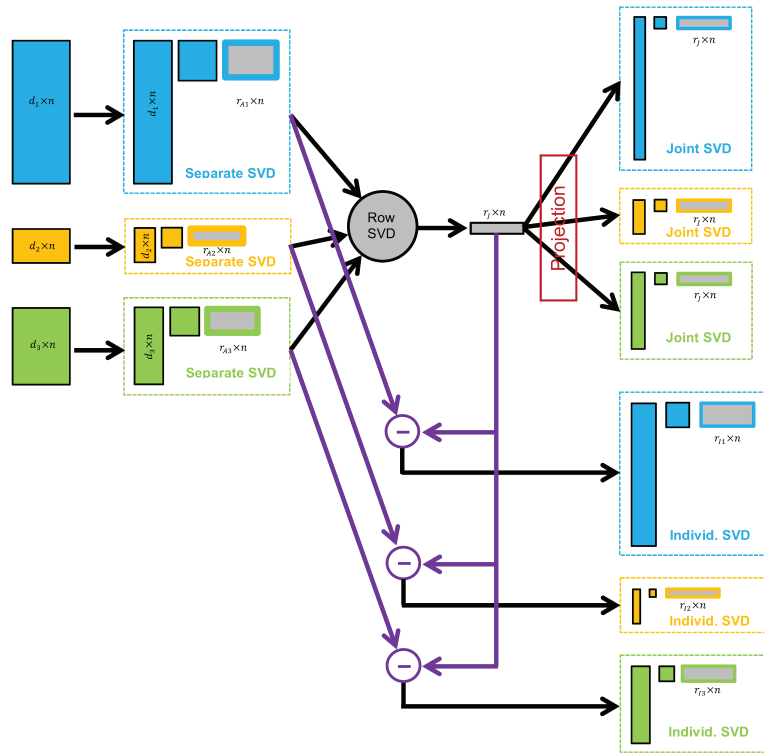 d₁×n
d₁×n
r_{A1}×n
Separate SVD
d₂×n
d₂×n
r_{A2}×n
Separate SVD
d₃×n
d₃×n
r_{A3}×n
Separate SVD
Row
SVD
r_J×n
Projection
r_J×n
Joint SVD
r_J×n
Joint SVD
r_J×n
Joint SVD
−
r_{I1}×n
Individ. SVD
−
r_{I2}×n
Individ. SVD
−
r_{I3}×n
Individ. SVD